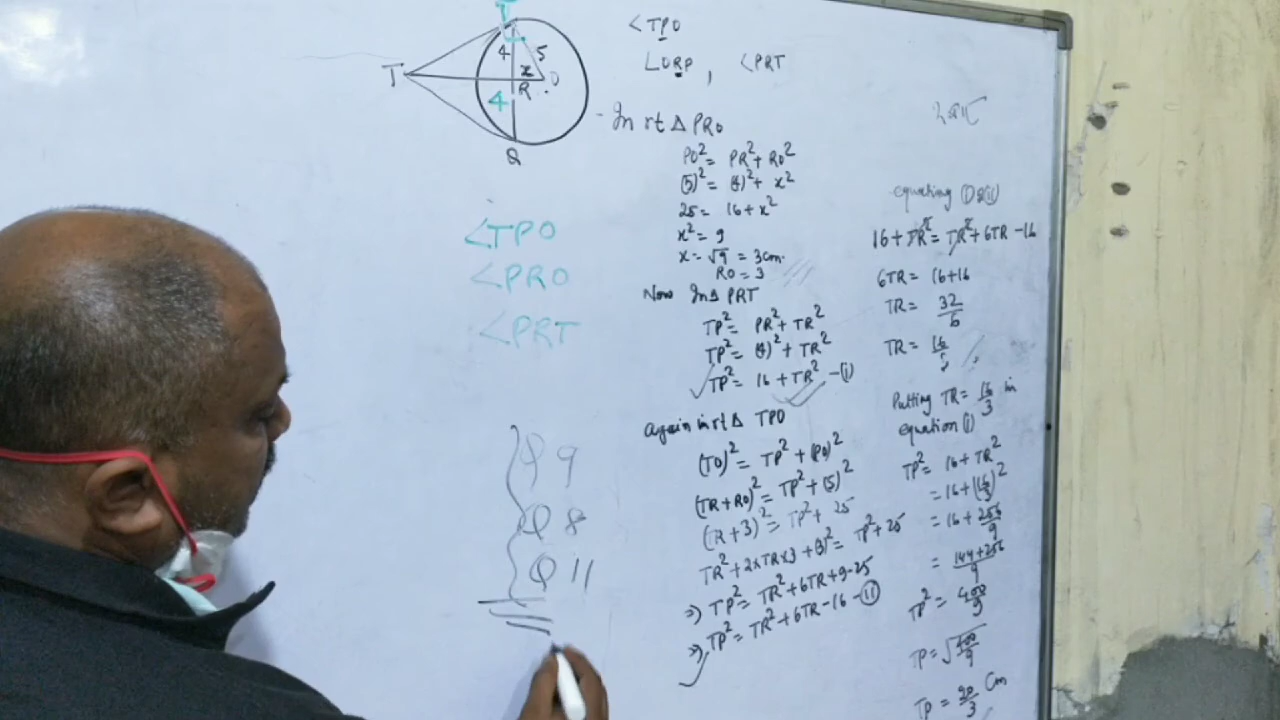 T
4
5
T
x
O
R
4
Q
∠TPO
∠ORP, ∠PRT
∠TPO
∠PRO
∠PRT
Q 9
Q 8
Q 11
In rt △ PRO
PO² = PR² + RO²
(5)² = (4)² + x²
25 = 16 + x²
x² = 9
x = √9 = 3cm.
RO = 3
Now In △ PRT
TP² = PR² + TR²
TP² = (4)² + TR²
TP² = 16 + TR² - (i)
Again in rt △ TPO
(TO)² = TP² + (PO)²
(TR+RO)² = TP² + (5)²
(TR+3)² = TP² + 25
TR² + 2xTRx3 + (3)² = TP² + 25
=> TP² = TR² + 6TR + 9 - 25
=> TP² = TR² + 6TR - 16 - (ii)
equating (i) & (ii)
16 + TR² = TR² + 6TR - 16
6TR = 16+16
TR = 32/6
TR = 16/3
Putting TR = 16/3 in
equation (i)
TP² = 16 + TR²
= 16 + (16/3)²
= 16 + 256/9
= 144+256/9
TP² = 400/9
TP = √400/9
TP = 20/3 Cm